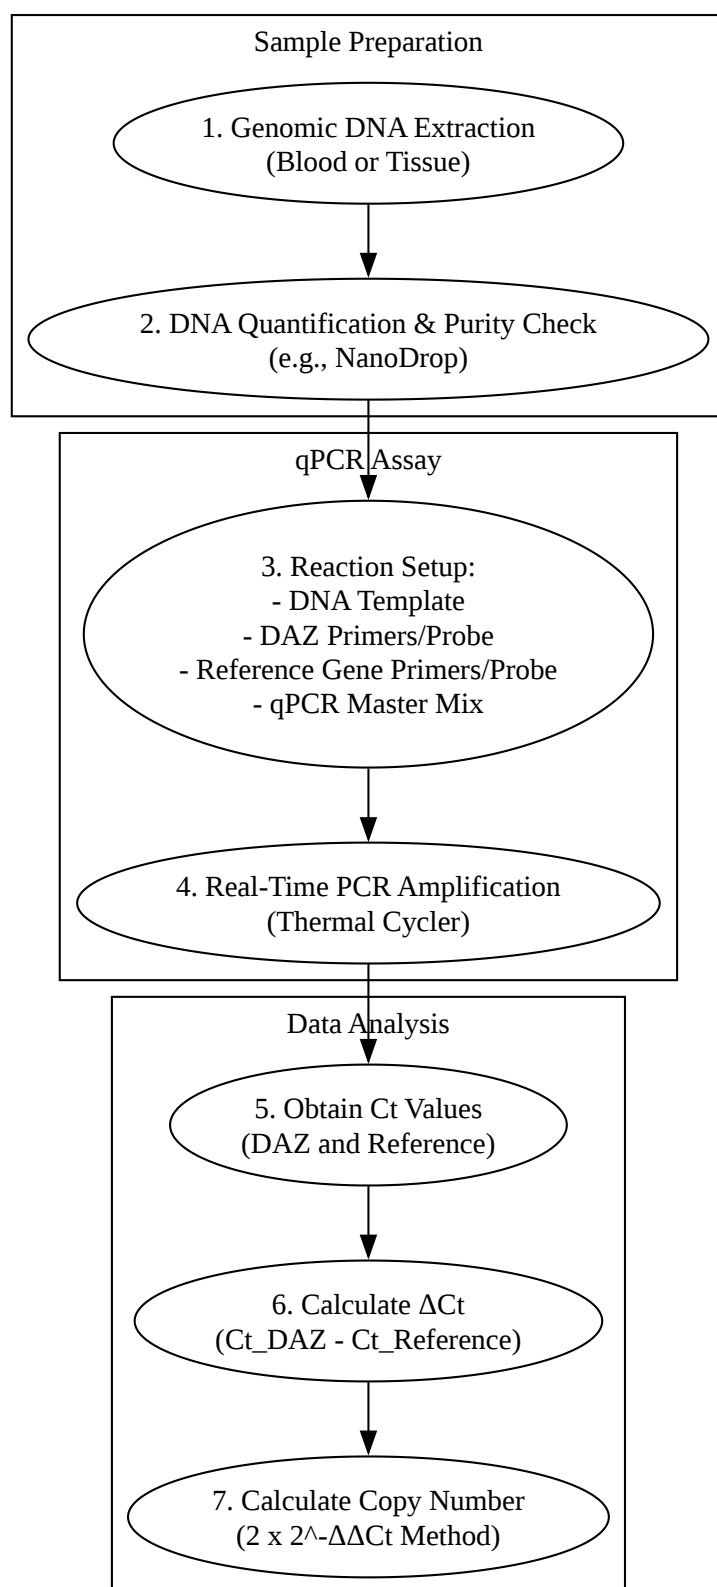 Sample Preparation
1. Genomic DNA Extraction
(Blood or Tissue)
2. DNA Quantification & Purity Check
(e.g., NanoDrop)
qPCR Assay
3. Reaction Setup:
- DNA Template
- DAZ Primers/Probe
- Reference Gene Primers/Probe
- qPCR Master Mix
4. Real-Time PCR Amplification
(Thermal Cycler)
Data Analysis
5. Obtain Ct Values
(DAZ and Reference)
6. Calculate ΔCt
(Ct_DAZ - Ct_Reference)
7. Calculate Copy Number
(2 x 2^-ΔΔCt Method)